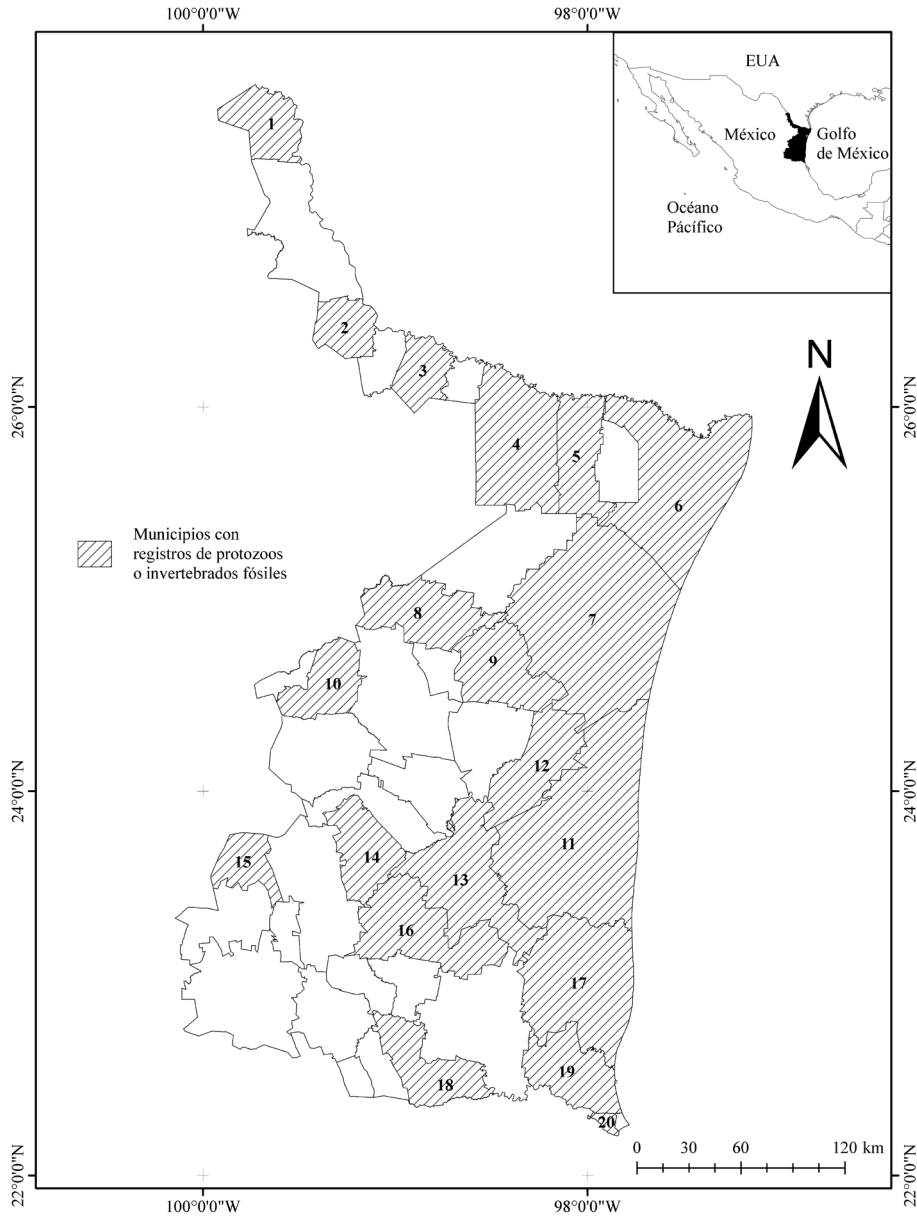 100°0'0"W
98°0'0"W
EUA
México
Golfo
de México
Océano
Pácífico
N
26°0'0"N
26°0'0"N
24°0'0"N
24°0'0"N
22°0'0"N
22°0'0"N
Municipios con
registros de protozoos
o invertebrados fósiles
1
2
3
4
5
6
7
8
9
10
12
11
15
14
13
16
17
18
19
20
0 30 60 120 km
100°0'0"W
98°0'0"W